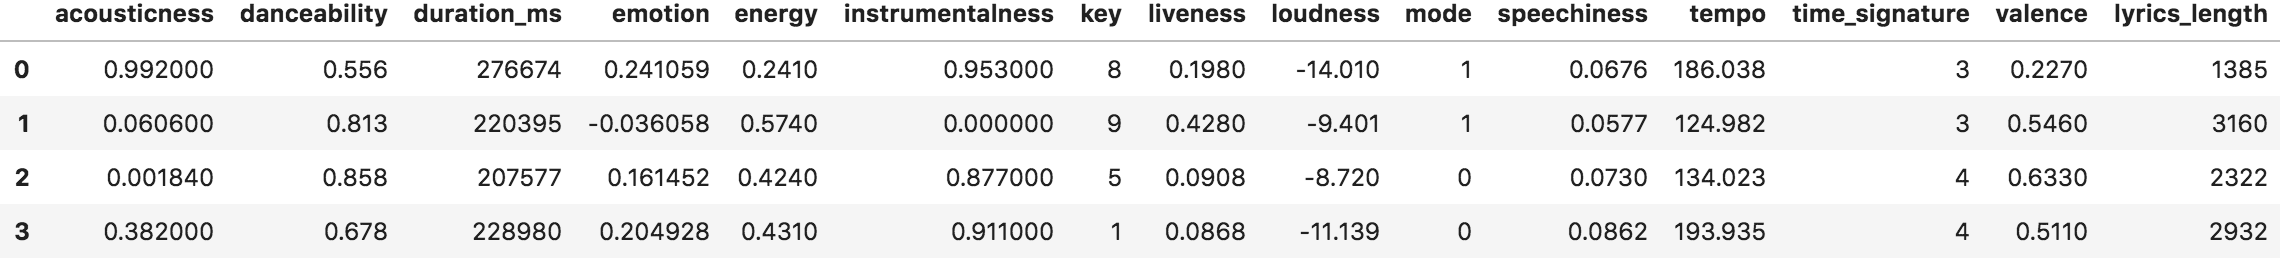 acousticness danceability duration_ms emotion energy instrumentalness key liveness loudness mode speechiness tempo time_signature valence lyrics_length
0 0.992000 0.556 276674 0.241059 0.2410 0.953000 8 0.1980 -14.010 1 0.0676 186.038 3 0.2270 1385
1 0.060600 0.813 220395 -0.036058 0.5740 0.000000 9 0.4280 -9.401 1 0.0577 124.982 3 0.5460 3160
2 0.001840 0.858 207577 0.161452 0.4240 0.877000 5 0.0908 -8.720 0 0.0730 134.023 4 0.6330 2322
3 0.382000 0.678 228980 0.204928 0.4310 0.911000 1 0.0868 -11.139 0 0.0862 193.935 4 0.5110 2932